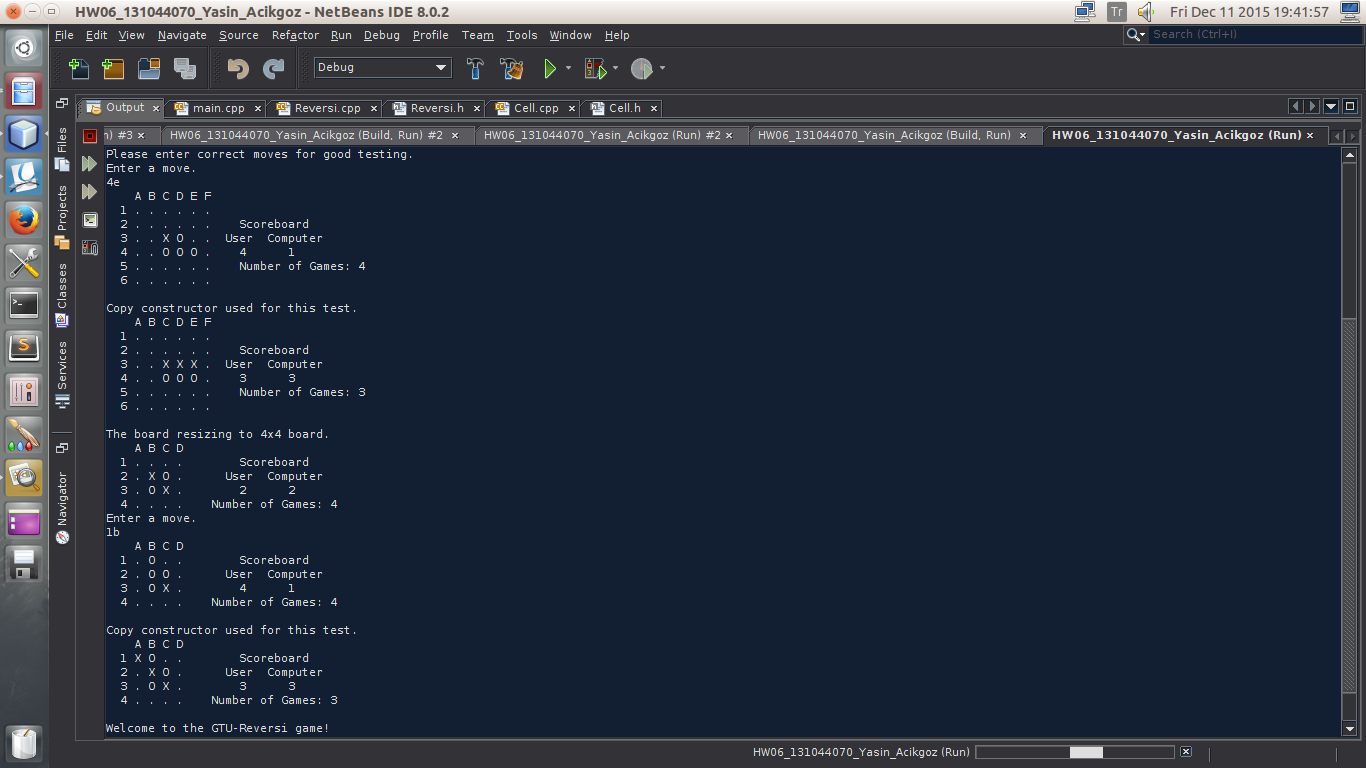 HW06_131044070_Yasin_Acikgoz - NetBeans IDE 8.0.2
Tr
Fri Dec 11 2015 19:41:57
File Edit View Navigate Source Refactor Run Debug Profile Team Tools Window Help
Search (Ctrl+I)
Debug
Output
main.cpp
Reversi.cpp
Reversi.h
Cell.cpp
Cell.h
Files
Projects
Classes
Services
Navigator
n) #3
HW06_131044070_Yasin_Acikgoz (Build, Run) #2
HW06_131044070_Yasin_Acikgoz (Run) #2
HW06_131044070_Yasin_Acikgoz (Build, Run)
HW06_131044070_Yasin_Acikgoz (Run)
Please enter correct moves for good testing.
Enter a move.
4e
A B C D E F
1 . . . . . .
2 . . . . . . Scoreboard
3 . . X O . . User Computer
4 . . O O O . 4 1
5 . . . . . . Number of Games: 4
6 . . . . . .
Copy constructor used for this test.
A B C D E F
1 . . . . . .
2 . . . . . . Scoreboard
3 . . X X X . User Computer
4 . . O O O . 3 3
5 . . . . . . Number of Games: 3
6 . . . . . .
The board resizing to 4x4 board.
A B C D
1 . . . . Scoreboard
2 . X O . User Computer
3 . O X . 2 2
4 . . . . Number of Games: 4
Enter a move.
1b
A B C D
1 . O . . Scoreboard
2 . O O . User Computer
3 . O X . 4 1
4 . . . . Number of Games: 4
Copy constructor used for this test.
A B C D
1 X O . . Scoreboard
2 . X O . User Computer
3 . O X . 3 3
4 . . . . Number of Games: 3
Welcome to the GTU-Reversi game!
HW06_131044070_Yasin_Acikgoz (Run)